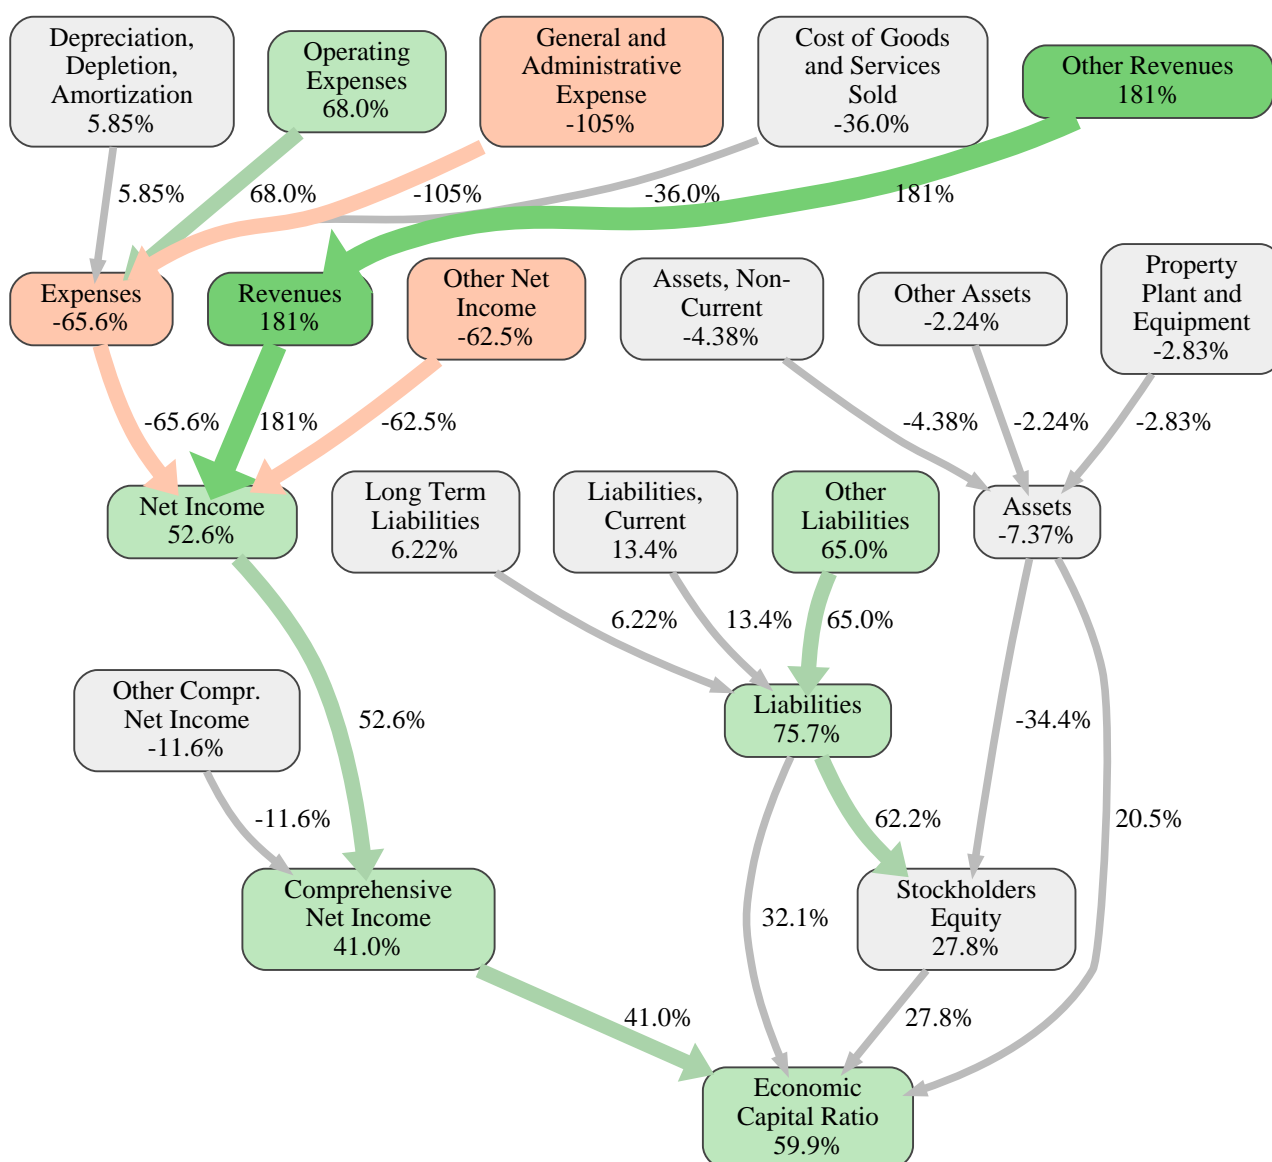 Depreciation,
Depletion,
Amortization
5.85%
Operating
Expenses
68.0%
General and
Administrative
Expense
-105%
Cost of Goods
and Services
Sold
-36.0%
Other Revenues
181%
5.85%
68.0%
-105%
-36.0%
181%
Expenses
-65.6%
Revenues
181%
Other Net
Income
-62.5%
Assets, Non-
Current
-4.38%
Other Assets
-2.24%
Property
Plant and
Equipment
-2.83%
-65.6%
181%
-62.5%
-4.38%
-2.24%
-2.83%
Net Income
52.6%
Long Term
Liabilities
6.22%
Liabilities,
Current
13.4%
Other
Liabilities
65.0%
Assets
-7.37%
6.22%
13.4%
65.0%
Other Compr.
Net Income
-11.6%
52.6%
Liabilities
75.7%
-34.4%
-11.6%
62.2%
20.5%
Comprehensive
Net Income
41.0%
32.1%
Stockholders
Equity
27.8%
41.0%
27.8%
Economic
Capital Ratio
59.9%